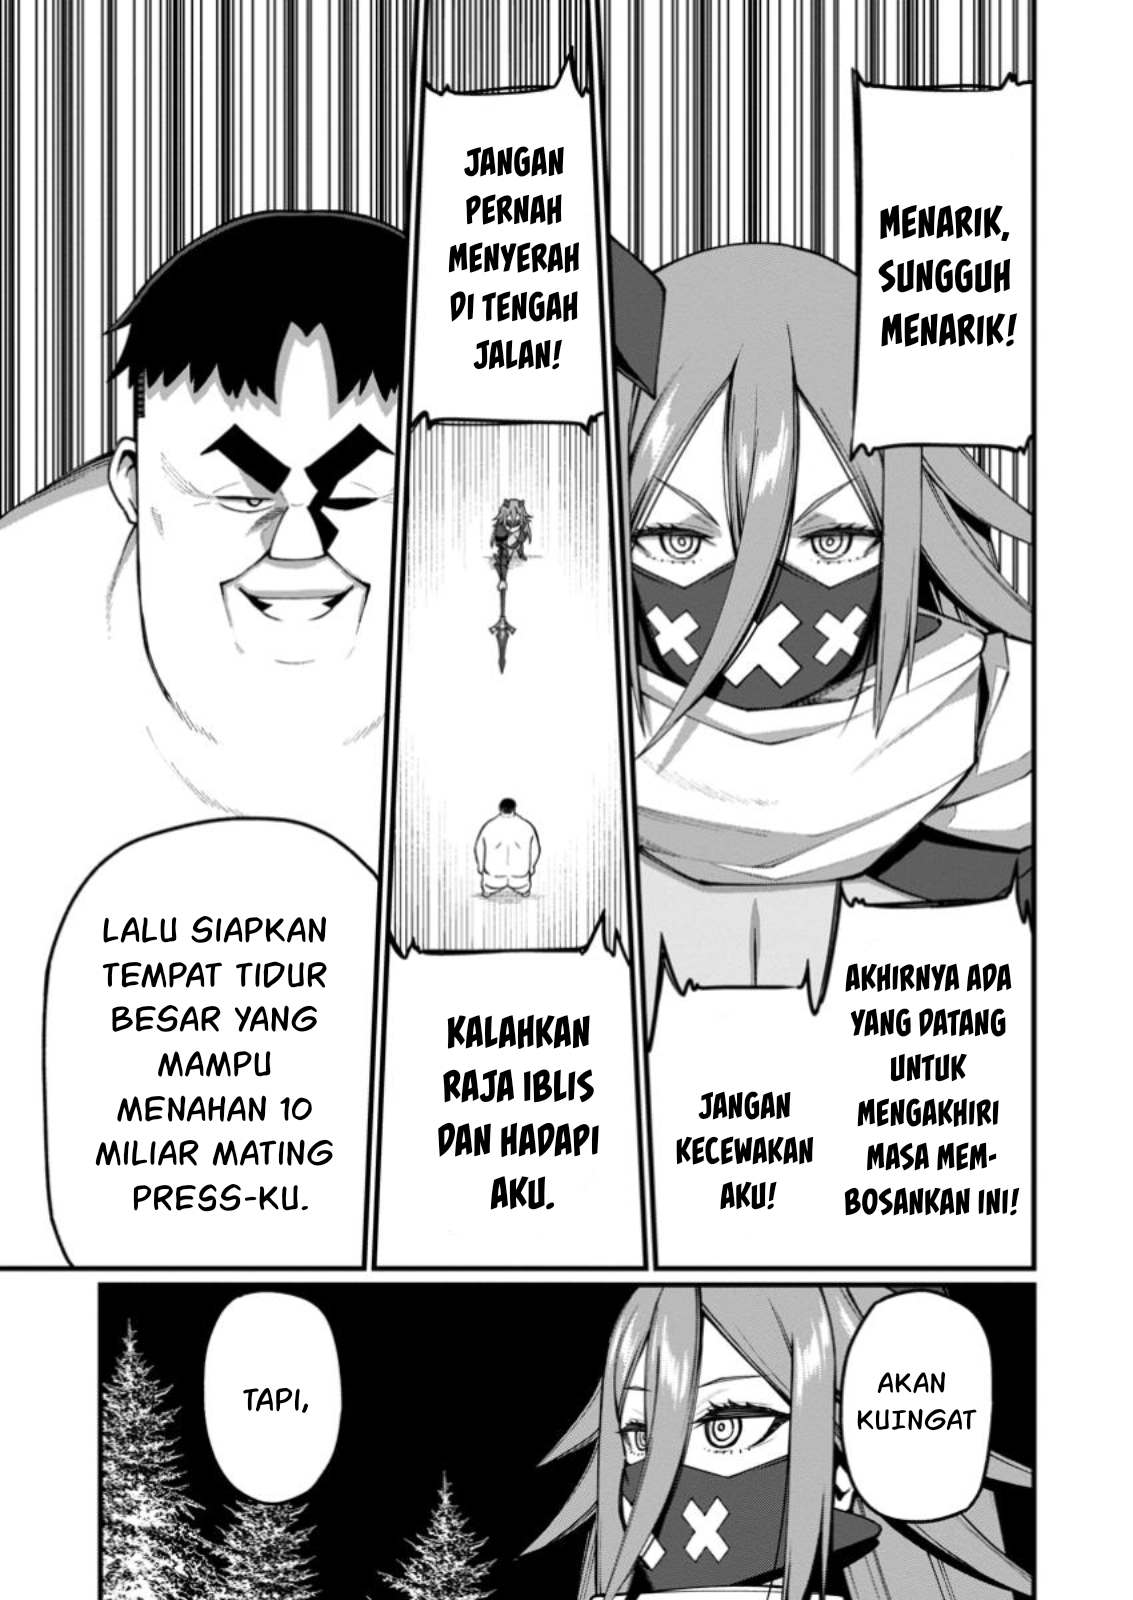 MENARIK,
SUNGGUH
MENARIK!
AKHIRNYA ADA
YANG DATANG
UNTUK
MENGAKHIRI
MASA MEM-
BOSANKAN INI!
JANGAN
KECEWAKAN
AKU!
JANGAN
PERNAH
MENYERAH
DI TENGAH
JALAN!
KALAHKAN
RAJA IBLIS
DAN HADAPI
AKU.
LALU SIAPKAN
TEMPAT TIDUR
BESAR YANG
MAMPU
MENAHAN 10
MILIAR MATING
PRESS-KU.
AKAN
KUINGAT
TAPI,